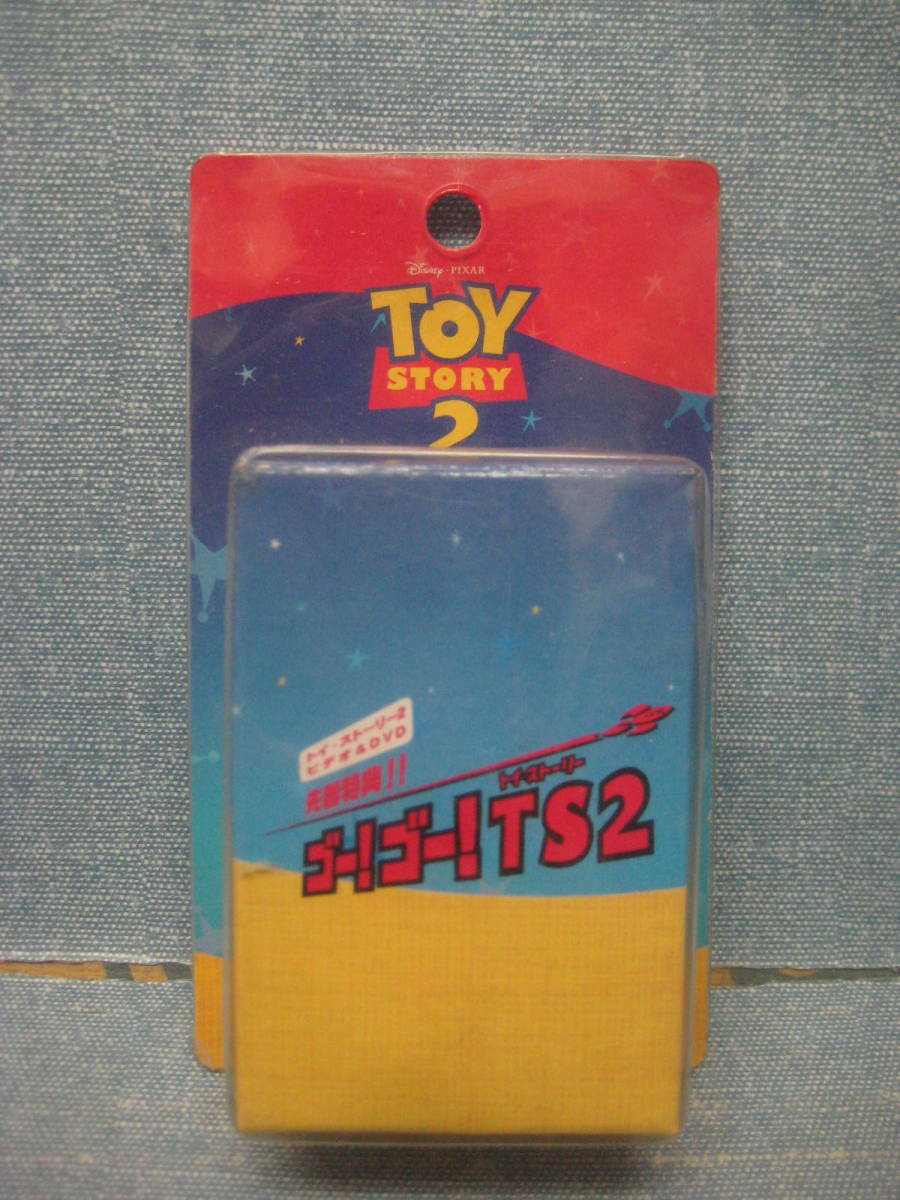 Disney · PIXAR
TOY
STORY
2
トイ・ストーリー2
ビデオ&DVD
先着特典!!
トイ・ストーリー
ゴー!ゴー!TS2